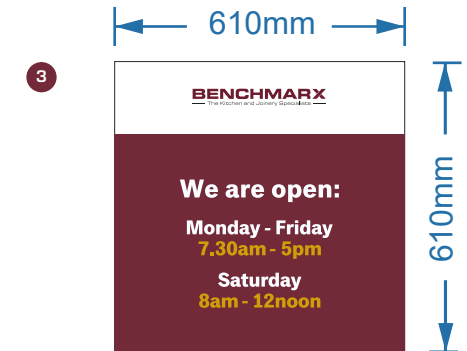 610mm
3
BENCHMARX
The Kitchen and Joinery Specialists
We are open:
Monday - Friday
7.30am - 5pm
Saturday
8am - 12noon
610mm